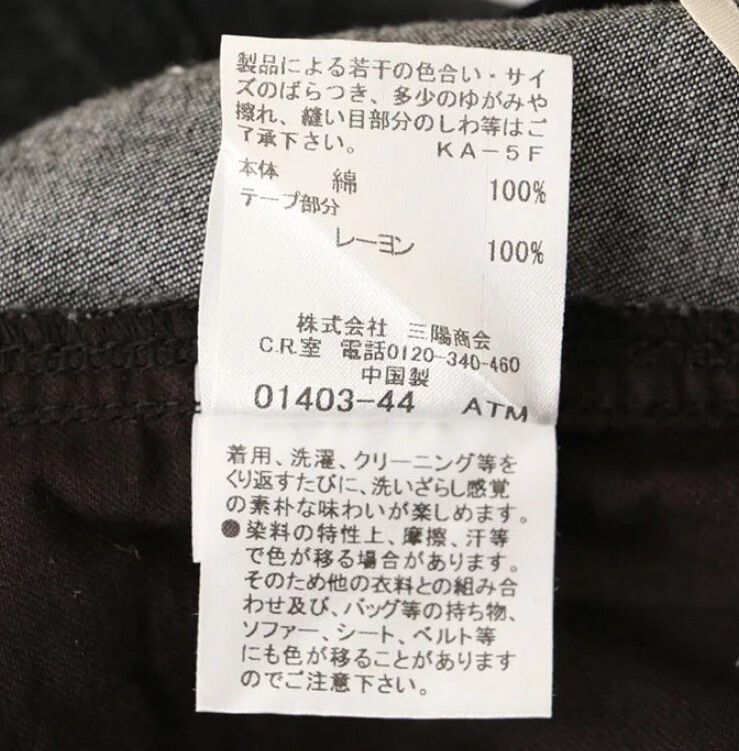 製品による若干の色合い・サイ
ズのばらつき、多少のゆがみや
擦れ、縫い目部分のしわ等はご
了承下さい。 KA-5F
本体 綿 100%
テープ部分
レーヨン 100%
株式会社 三陽商会
C.R.室 電話0120-340-460
中国製
01403-44 ATM
着用、洗濯、クリーニング等を
くり返すたびに、洗いざらし感覚
の素朴な味わいが楽しめます。
●染料の特性上、摩擦、汗等
で色が移る場合があります。
そのため他の衣料との組み合
わせ及び、バッグ等の持ち物、
ソファー、シート、ベルト等
にも色が移ることがあります
のでご注意下さい。